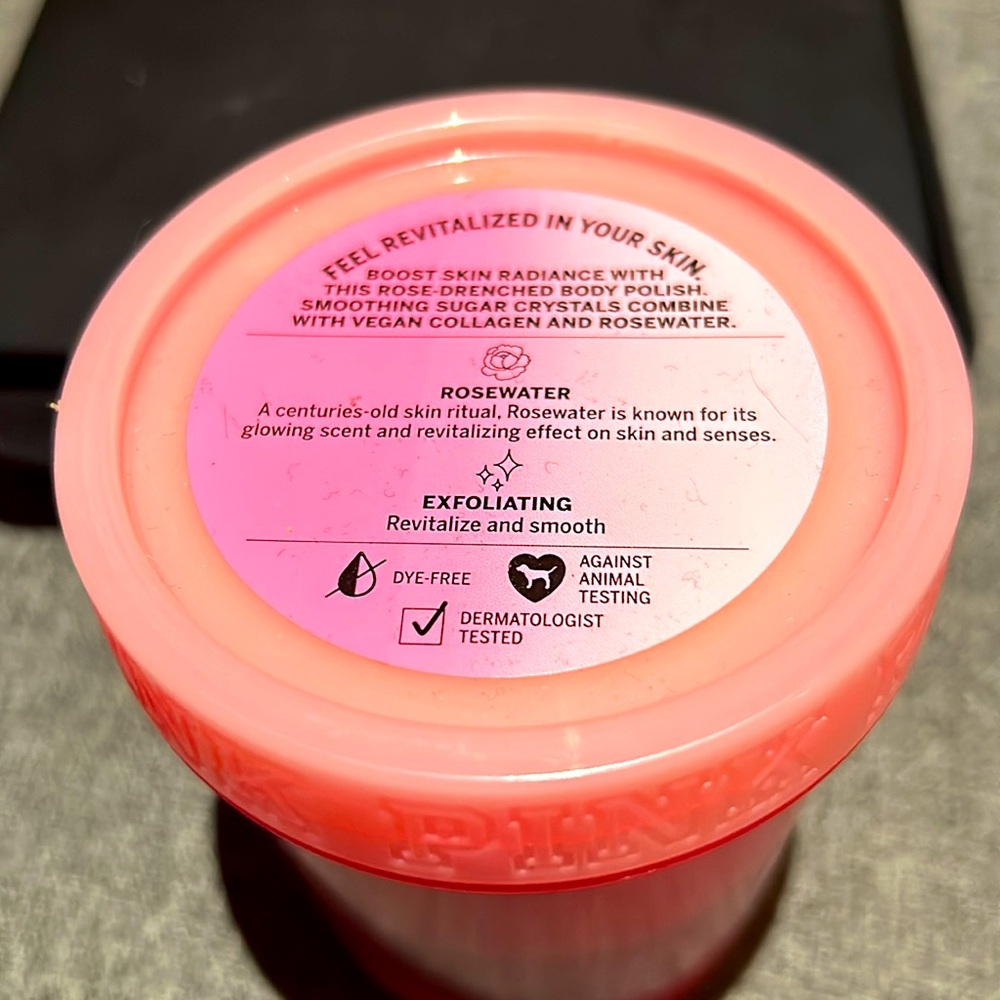 FEEL REVITALIZED IN YOUR SKIN.
BOOST SKIN RADIANCE WITH
THIS ROSE-DRENCHED BODY POLISH.
SMOOTHING SUGAR CRYSTALS COMBINE
WITH VEGAN COLLAGEN AND ROSEWATER.
ROSEWATER
A centuries-old skin ritual, Rosewater is known for its
glowing scent and revitalizing effect on skin and senses.
EXFOLIATING
Revitalize and smooth
DYE-FREE
AGAINST
ANIMAL
TESTING
DERMATOLOGIST
TESTED
PINK PINK